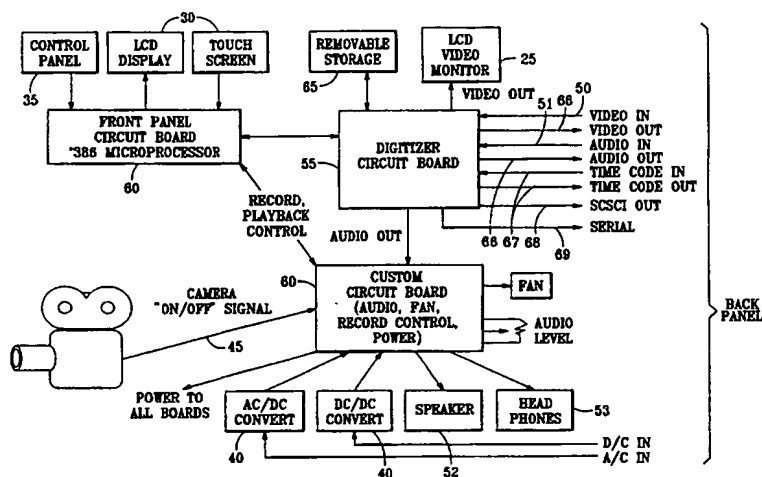 30
CONTROL
PANEL
LCD
DISPLAY
TOUCH
SCREEN
REMOVABLE
STORAGE
LCD
VIDEO
MONITOR
25
35
65
VIDEO OUT
FRONT PANEL
CIRCUIT BOARD
"386 MICROPROCESSOR
60
DIGITIZER
CIRCUIT BOARD
55
51
66
50
VIDEO IN
VIDEO OUT
AUDIO IN
AUDIO OUT
TIME CODE IN
TIME CODE OUT
SCSCI OUT
SERIAL
66
67
68
69
RECORD,
PLAYBACK
CONTROL
AUDIO OUT
60
CUSTOM
CIRCUIT BOARD
(AUDIO, FAN,
RECORD CONTROL,
POWER)
FAN
AUDIO
LEVEL
BACK
PANEL
CAMERA
"ON/OFF" SIGNAL
45
POWER TO
ALL BOARDS
AC/DC
CONVERT
DC/DC
CONVERT
SPEAKER
HEAD
PHONES
53
40
40
52
D/C IN
A/C IN